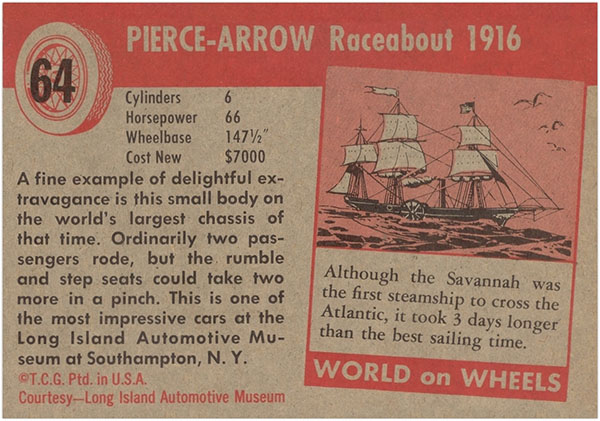 PIERCE-ARROW Raceabout 1916
64
Cylinders 6
Horsepower 66
Wheelbase 147½"
Cost New $7000
A fine example of delightful ex-
travagance is this small body on
the world's largest chassis of
that time. Ordinarily two pas-
sengers rode, but the rumble
and step seats could take two
more in a pinch. This is one of
the most impressive cars at the
Long Island Automotive Mu-
seum at Southampton, N. Y.
©T.C.G. Ptd. in U.S.A.
Courtesy—Long Island Automotive Museum
Although the Savannah was
the first steamship to cross the
Atlantic, it took 3 days longer
than the best sailing time.
WORLD on WHEELS